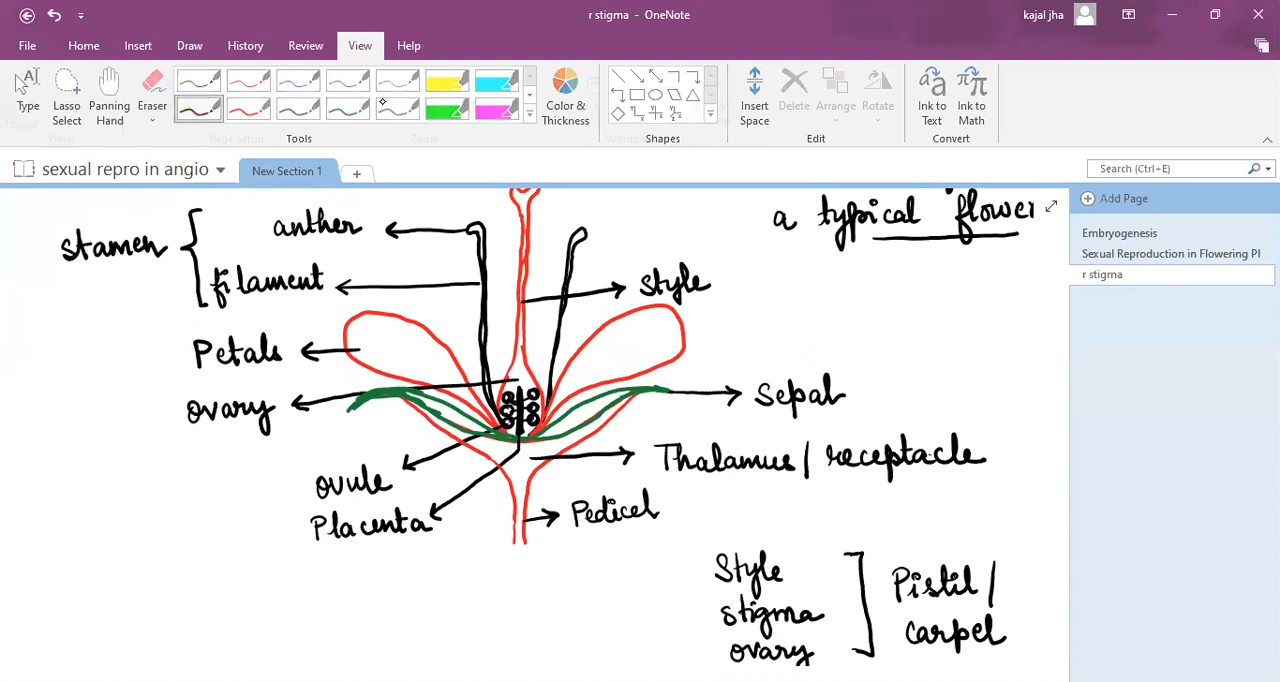 r stigma - OneNote
kajal jha
File Home Insert Draw History Review View Help
Type
Lasso Select
Panning Hand
Eraser
Color & Thickness
Insert Space
Delete
Arrange
Rotate
Ink to Text
Ink to Math
Tools
Shapes
Edit
Convert
sexual repro in angio
New Section 1
Search (Ctrl+E)
Add Page
Embryogenesis
Sexual Reproduction in Flowering Pl
r stigma
a typical flower
stamen
anther
filament
style
Petals
ovary
sepal
ovule
Thalamus / receptacle
Placenta
Pedicel
Style
stigma
ovary
Pistil /
carpel